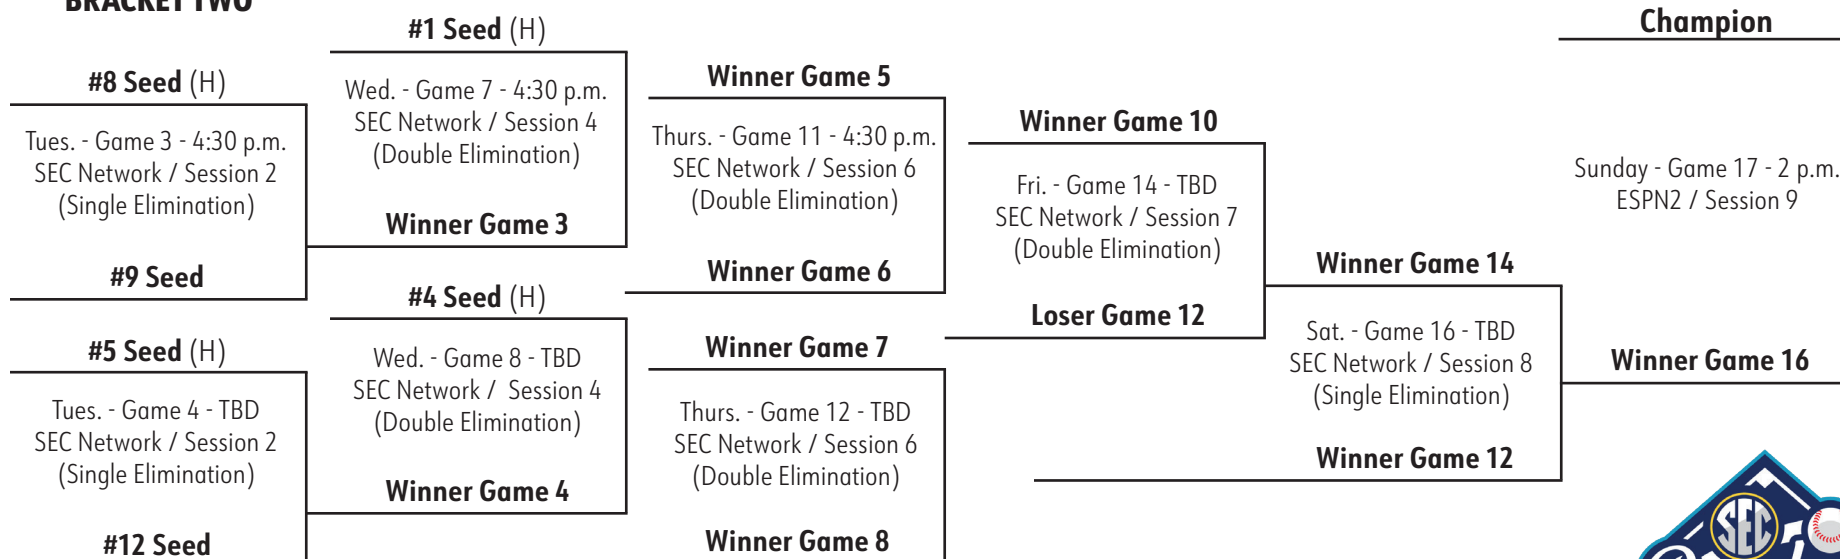 BRACKET TWO
#8 Seed (H)
Tues. - Game 3 - 4:30 p.m.
SEC Network / Session 2
(Single Elimination)
#9 Seed
#5 Seed (H)
Tues. - Game 4 - TBD
SEC Network / Session 2
(Single Elimination)
#12 Seed
#1 Seed (H)
Wed. - Game 7 - 4:30 p.m.
SEC Network / Session 4
(Double Elimination)
Winner Game 3
#4 Seed (H)
Wed. - Game 8 - TBD
SEC Network / Session 4
(Double Elimination)
Winner Game 4
Winner Game 5
Thurs. - Game 11 - 4:30 p.m.
SEC Network / Session 6
(Double Elimination)
Winner Game 6
Winner Game 7
Thurs. - Game 12 - TBD
SEC Network / Session 6
(Double Elimination)
Winner Game 8
Winner Game 10
Fri. - Game 14 - TBD
SEC Network / Session 7
(Double Elimination)
Loser Game 12
Winner Game 14
Sat. - Game 16 - TBD
SEC Network / Session 8
(Single Elimination)
Winner Game 12
Champion
Sunday - Game 17 - 2 p.m.
ESPN2 / Session 9
Winner Game 16
SEC